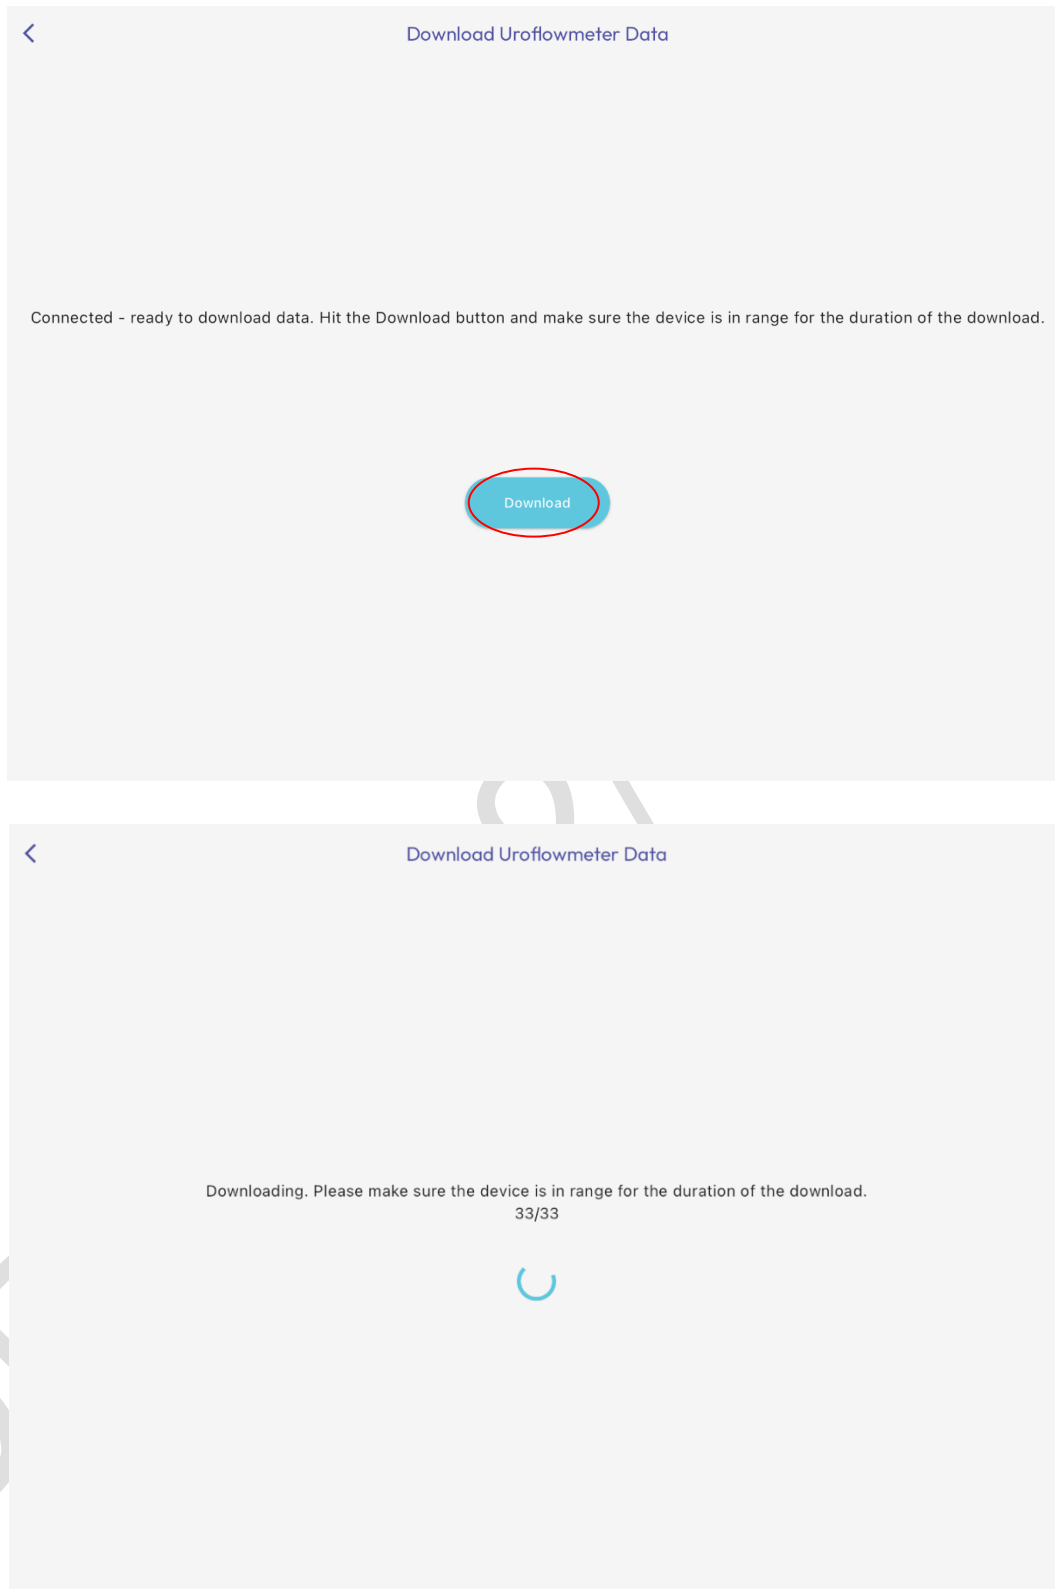 Download Uroflowmeter Data
Connected - ready to download data. Hit the Download button and make sure the device is in range for the duration of the download.
Download
Download Uroflowmeter Data
Downloading. Please make sure the device is in range for the duration of the download.
33/33